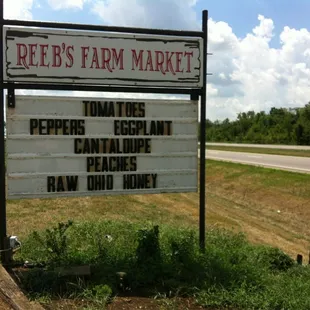 REEB'S FARM MARKET
TOMATOES
PEPPERS EGGPLANT
CANTALOUPE
PEACHES
RAW OHIO HONEY